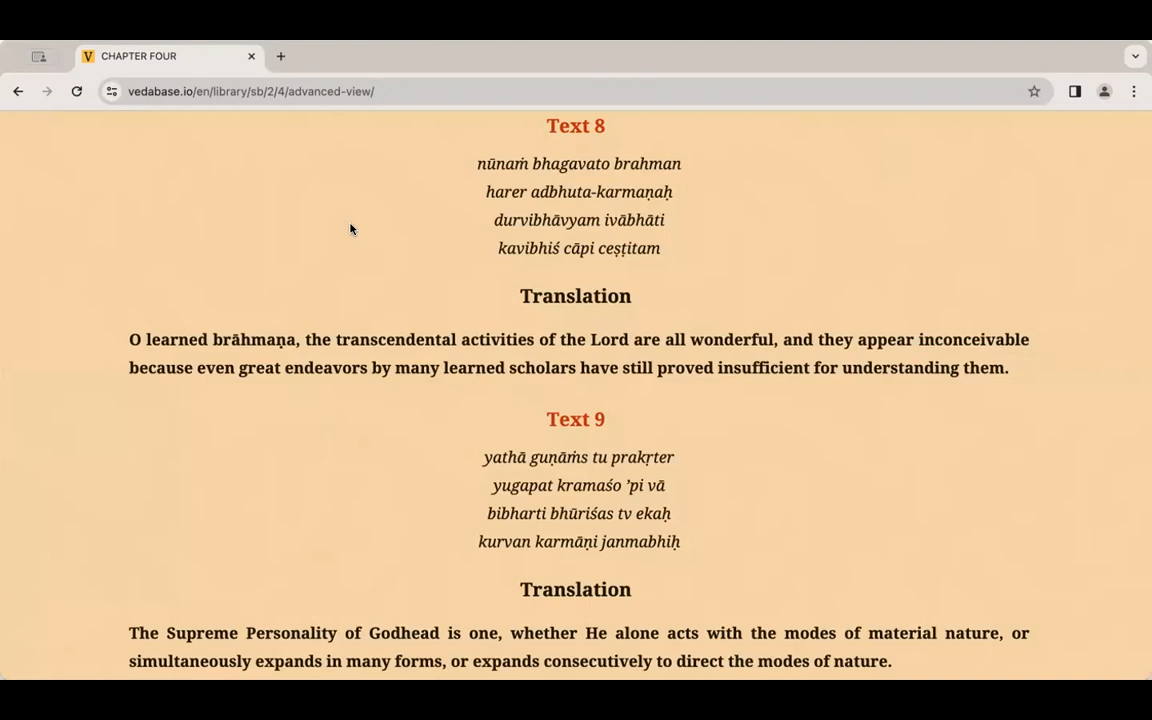 CHAPTER FOUR
vedabase.io/en/library/sb/2/4/advanced-view/
Text 8
nūnaṁ bhagavato brahman
harer adbhuta-karmaṇaḥ
durvibhāvyam ivābhāti
kavibhiś cāpi ceṣṭitam
Translation
O learned brāhmaṇa, the transcendental activities of the Lord are all wonderful, and they appear inconceivable
because even great endeavors by many learned scholars have still proved insufficient for understanding them.
Text 9
yathā guṇāṁs tu prakṛter
yugapat kramaśo ’pi vā
bibharti bhūriśas tv ekaḥ
kurvan karmāṇi janmabhiḥ
Translation
The Supreme Personality of Godhead is one, whether He alone acts with the modes of material nature, or
simultaneously expands in many forms, or expands consecutively to direct the modes of nature.